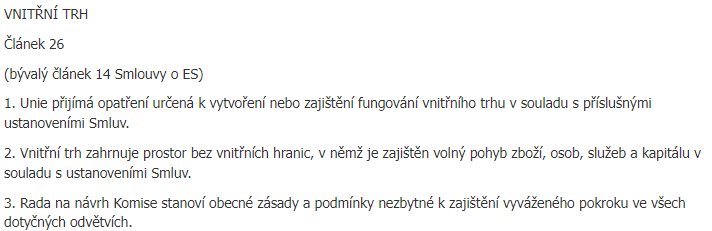 VNITŘNÍ TRH
Článek 26
(bývalý článek 14 Smlouvy o ES)
1. Unie přijímá opatření určená k vytvoření nebo zajištění fungování vnitřního trhu v souladu s příslušnými
ustanoveními Smluv.
2. Vnitřní trh zahrnuje prostor bez vnitřních hranic, v němž je zajištěn volný pohyb zboží, osob, služeb a kapitálu v
souladu s ustanoveními Smluv.
3. Rada na návrh Komise stanoví obecné zásady a podmínky nezbytné k zajištění vyváženého pokroku ve všech
dotyčných odvětvích.